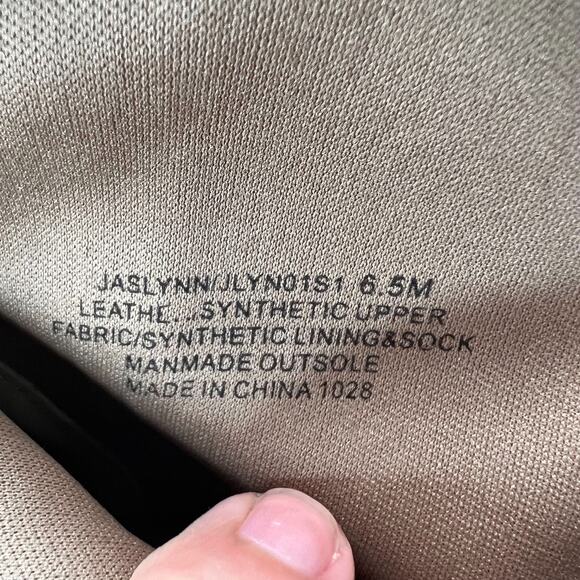 JASLYNN/JLYN01S1 6.5M
LEATHE... SYNTHETIC UPPER
FABRIC/SYNTHETIC LINING&SOCK
MANMADE OUTSOLE
MADE IN CHINA 1028